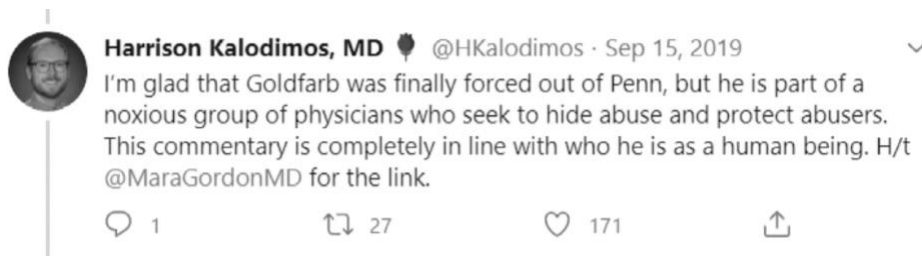 Harrison Kalodimos, MD @HKalodimos · Sep 15, 2019
I'm glad that Goldfarb was finally forced out of Penn, but he is part of a
noxious group of physicians who seek to hide abuse and protect abusers.
This commentary is completely in line with who he is as a human being. H/t
@MaraGordonMD for the link.
1 27 171